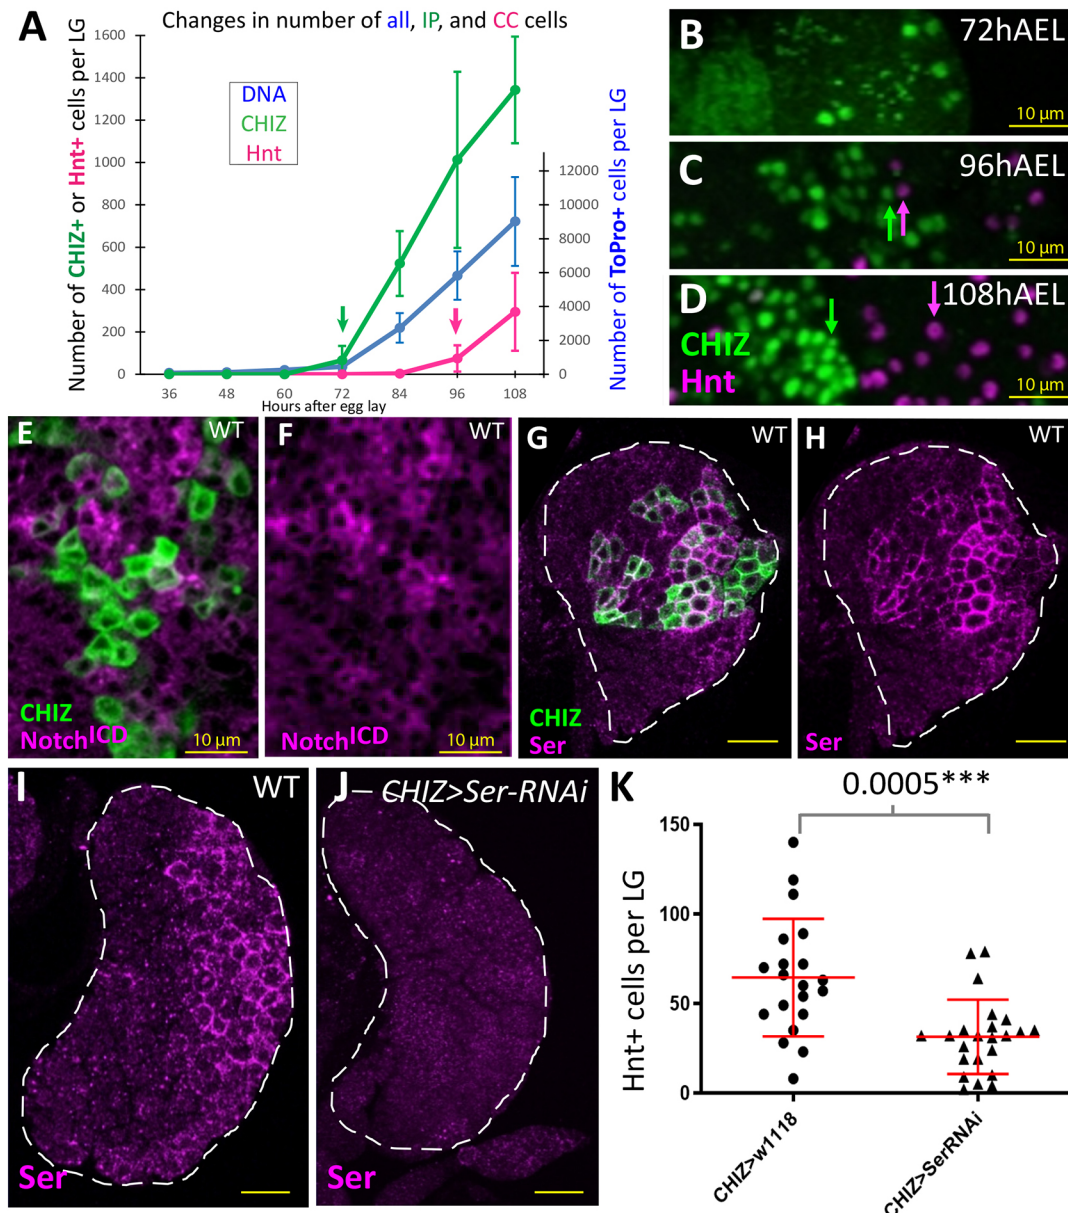 A
Changes in number of all, IP, and CC cells
Number of CHIZ+ or Hnt+ cells per LG
1600
1400
1200
1000
800
600
400
200
0
DNA
CHIZ
Hnt
12000
10000
8000
6000
4000
2000
0
Number of ToPro+ cells per LG
36 48 60 72 84 96 108
Hours after egg lay
B
72hAEL
10 µm
C
96hAEL
10 µm
D
108hAEL
CHIZ
Hnt
10 µm
E
WT
CHIZ
NotchICD
10 µm
F
WT
NotchICD
10 µm
G
WT
CHIZ
Ser
H
WT
Ser
I
WT
Ser
J
CHIZ>Ser-RNAi
K
0.0005***
Hnt+ cells per LG
150
100
50
0
CHIZ>w1118
CHIZ>SerRNAi